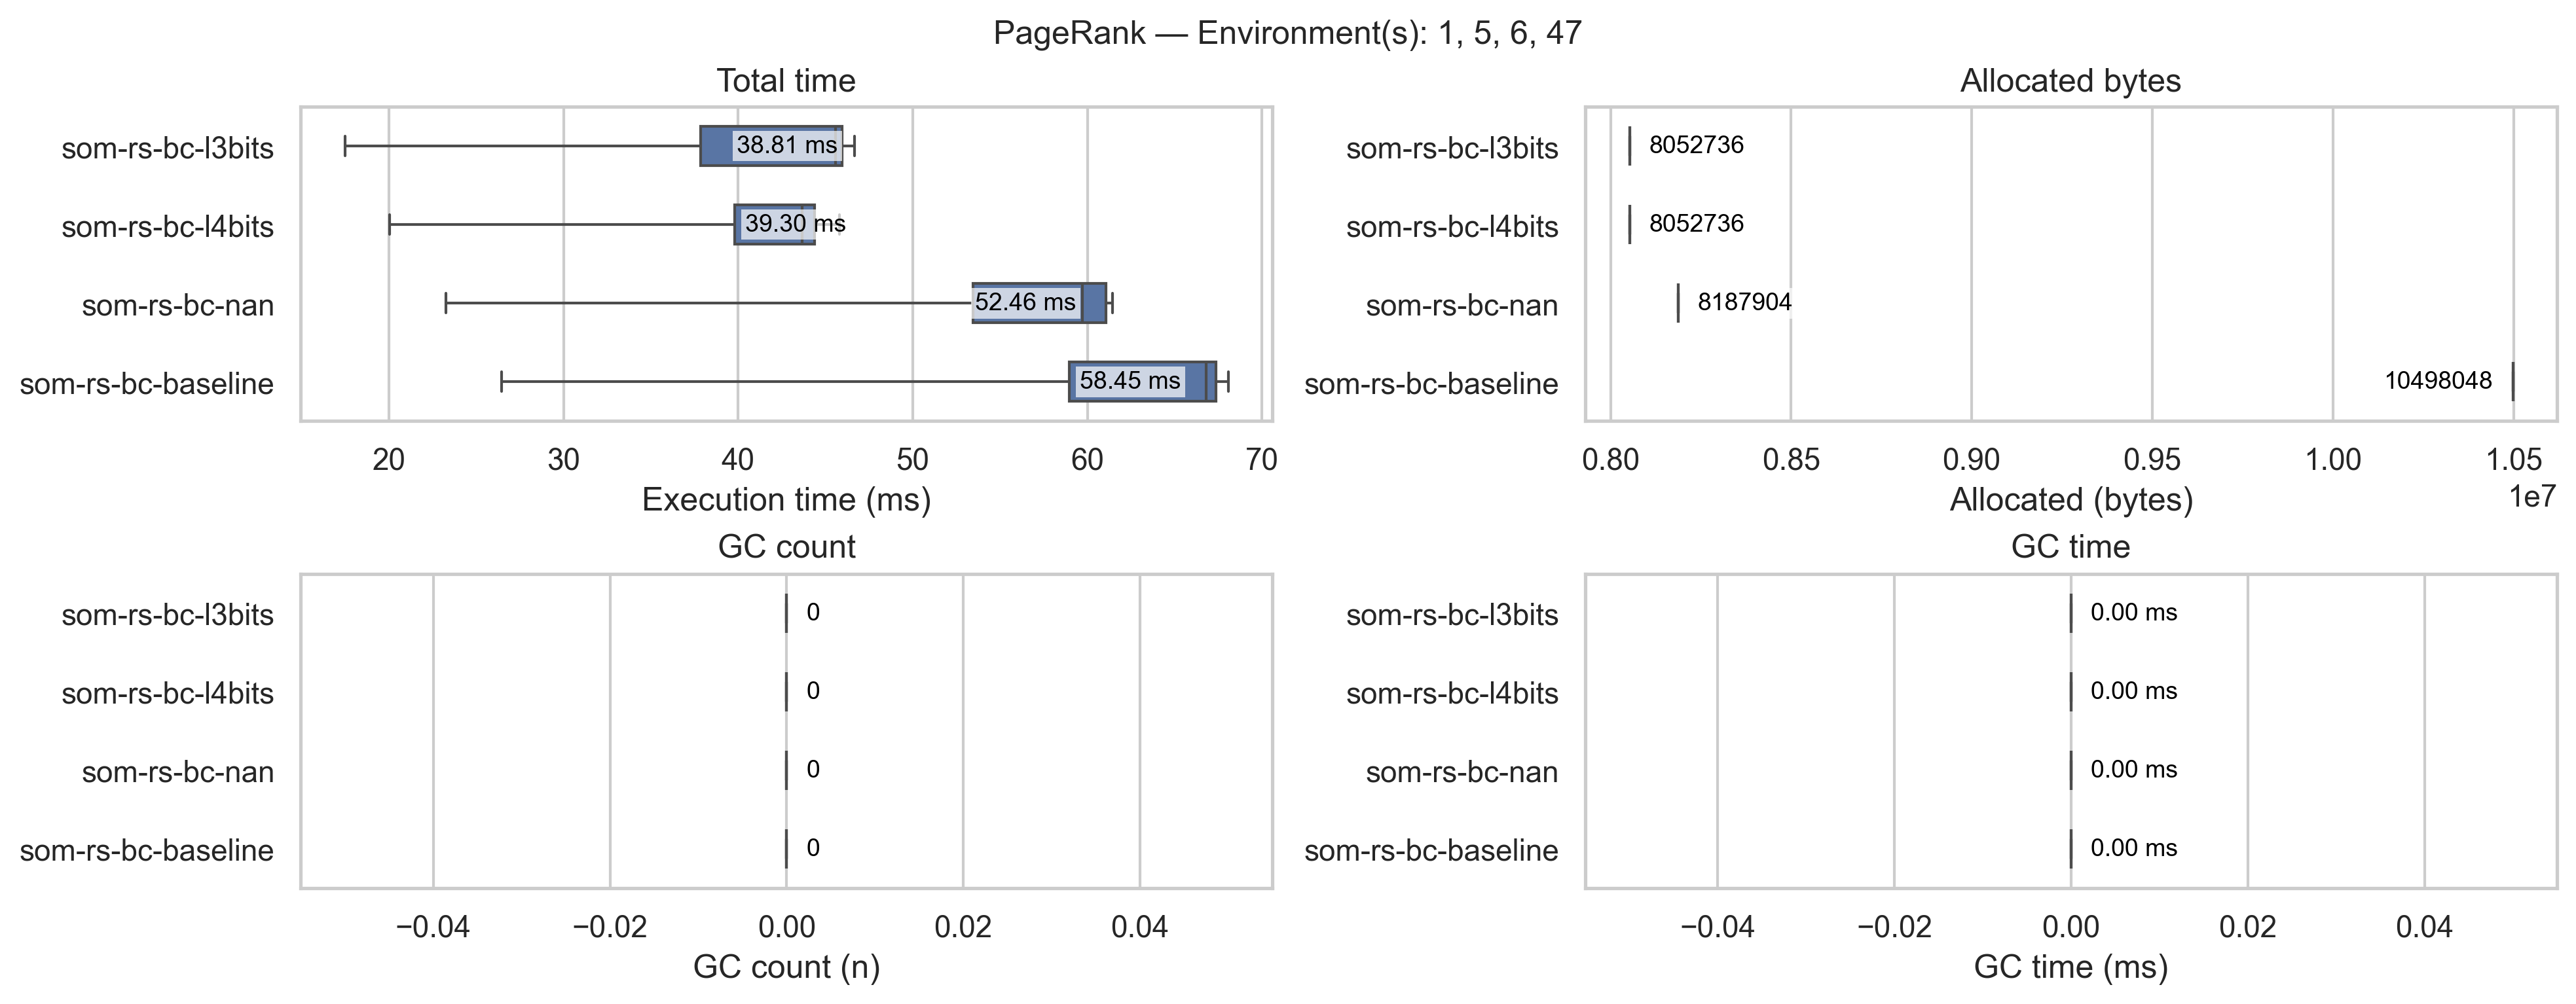 PageRank — Environment(s): 1, 5, 6, 47
Total time
som-rs-bc-l3bits
38.81 ms
som-rs-bc-l4bits
39.30 ms
som-rs-bc-nan
52.46 ms
som-rs-bc-baseline
58.45 ms
20 30 40 50 60 70
Execution time (ms)
Allocated bytes
som-rs-bc-l3bits
8052736
som-rs-bc-l4bits
8052736
som-rs-bc-nan
8187904
som-rs-bc-baseline
10498048
0.80 0.85 0.90 0.95 1.00 1.05
1e7
Allocated (bytes)
GC count
som-rs-bc-l3bits
0
som-rs-bc-l4bits
0
som-rs-bc-nan
0
som-rs-bc-baseline
0
−0.04 −0.02 0.00 0.02 0.04
GC count (n)
GC time
som-rs-bc-l3bits
0.00 ms
som-rs-bc-l4bits
0.00 ms
som-rs-bc-nan
0.00 ms
som-rs-bc-baseline
0.00 ms
−0.04 −0.02 0.00 0.02 0.04
GC time (ms)